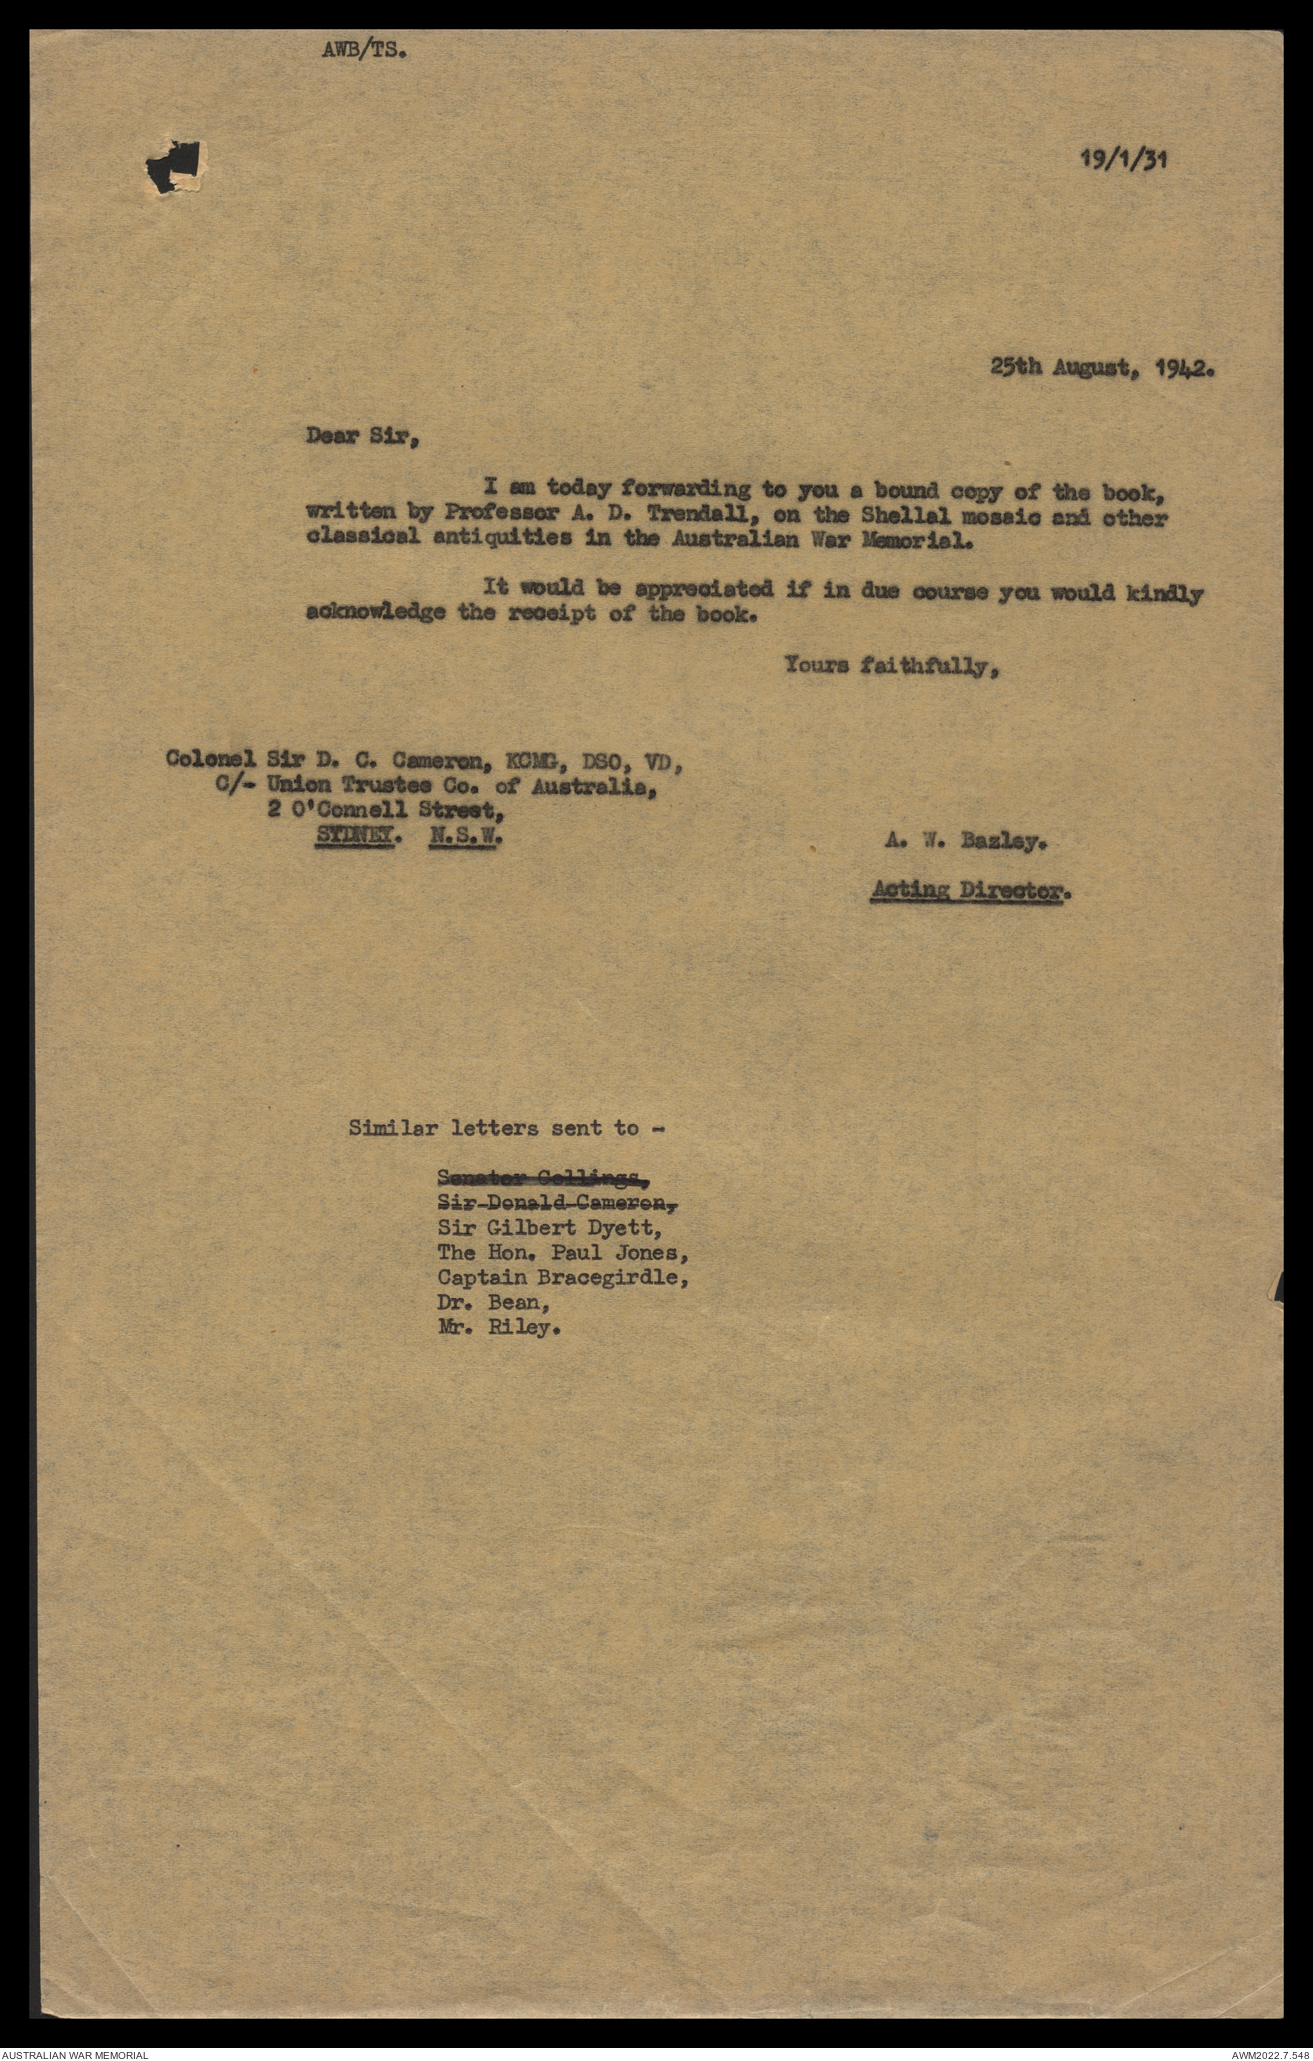 AWB/TS.
19/1/31
25th August, 1942.
Dear Sir,
I am today forwarding to you a bound copy of the book,
written by Professor A. D. Trendall, on the Shellal mosaic and other
classical antiquities in the Australian War Memorial.
It would be appreciated if in due course you would kindly
acknowledge the receipt of the book.
Yours faithfully,
Colonel Sir D. C. Cameron, KCMG, DSO, VD,
C/- Union Trustee Co. of Australia,
2 O'Connell Street,
SYDNEY. N.S.W.
A. W. Bazley.
Acting Director.
Similar letters sent to -
Senator Collings,
Sir Donald Cameron,
Sir Gilbert Dyett,
The Hon. Paul Jones,
Captain Bracegirdle,
Dr. Bean,
Mr. Riley.
AUSTRALIAN WAR MEMORIAL
AWM2022.7.548